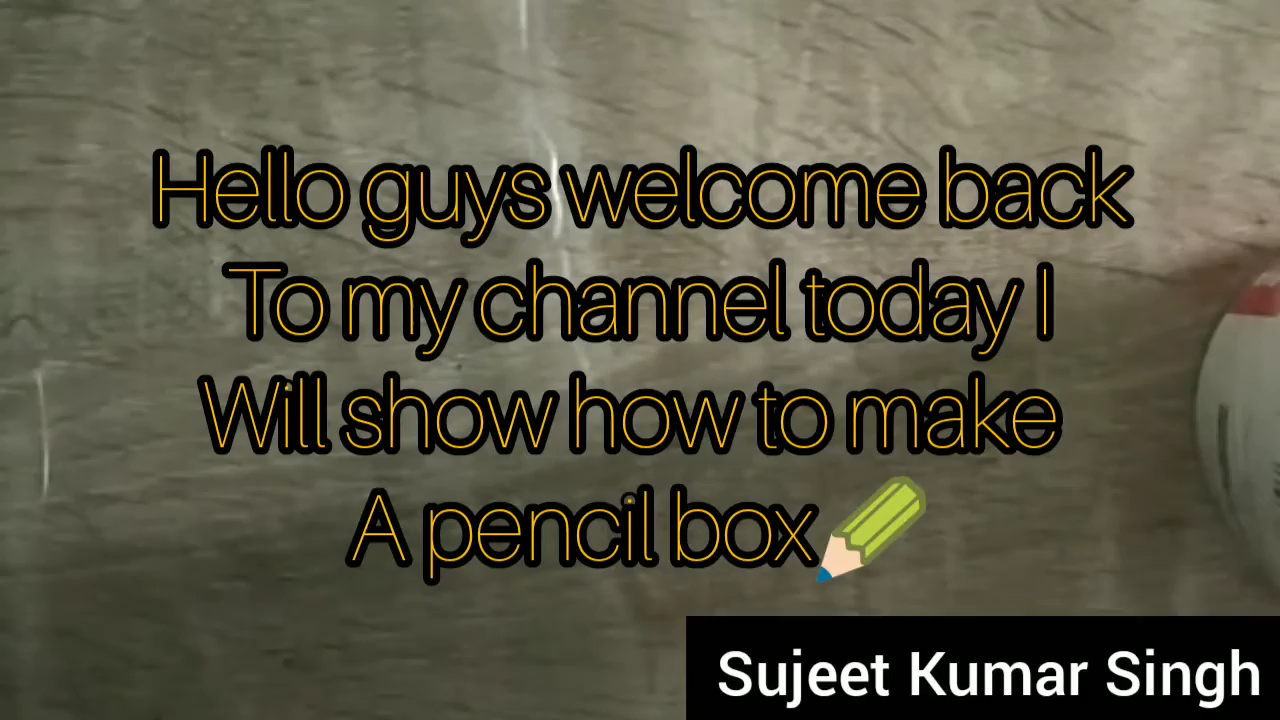 Hello guys welcome back
To my channel today I
Will show how to make
A pencil box✏️
Sujeet Kumar Singh